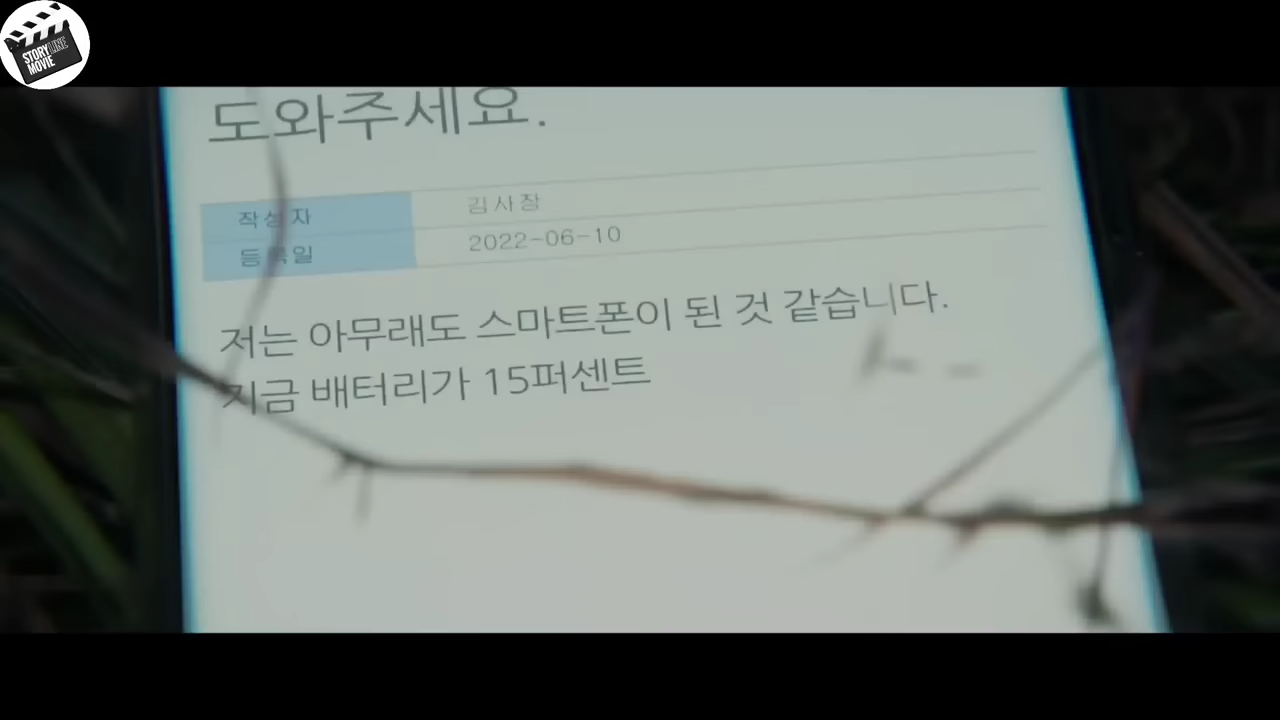 STORYLINE
MOVIE
도와주세요.
작성자 김사장
등록일 2022-06-10
저는 아무래도 스마트폰이 된 것 같습니다.
지금 배터리가 15퍼센트